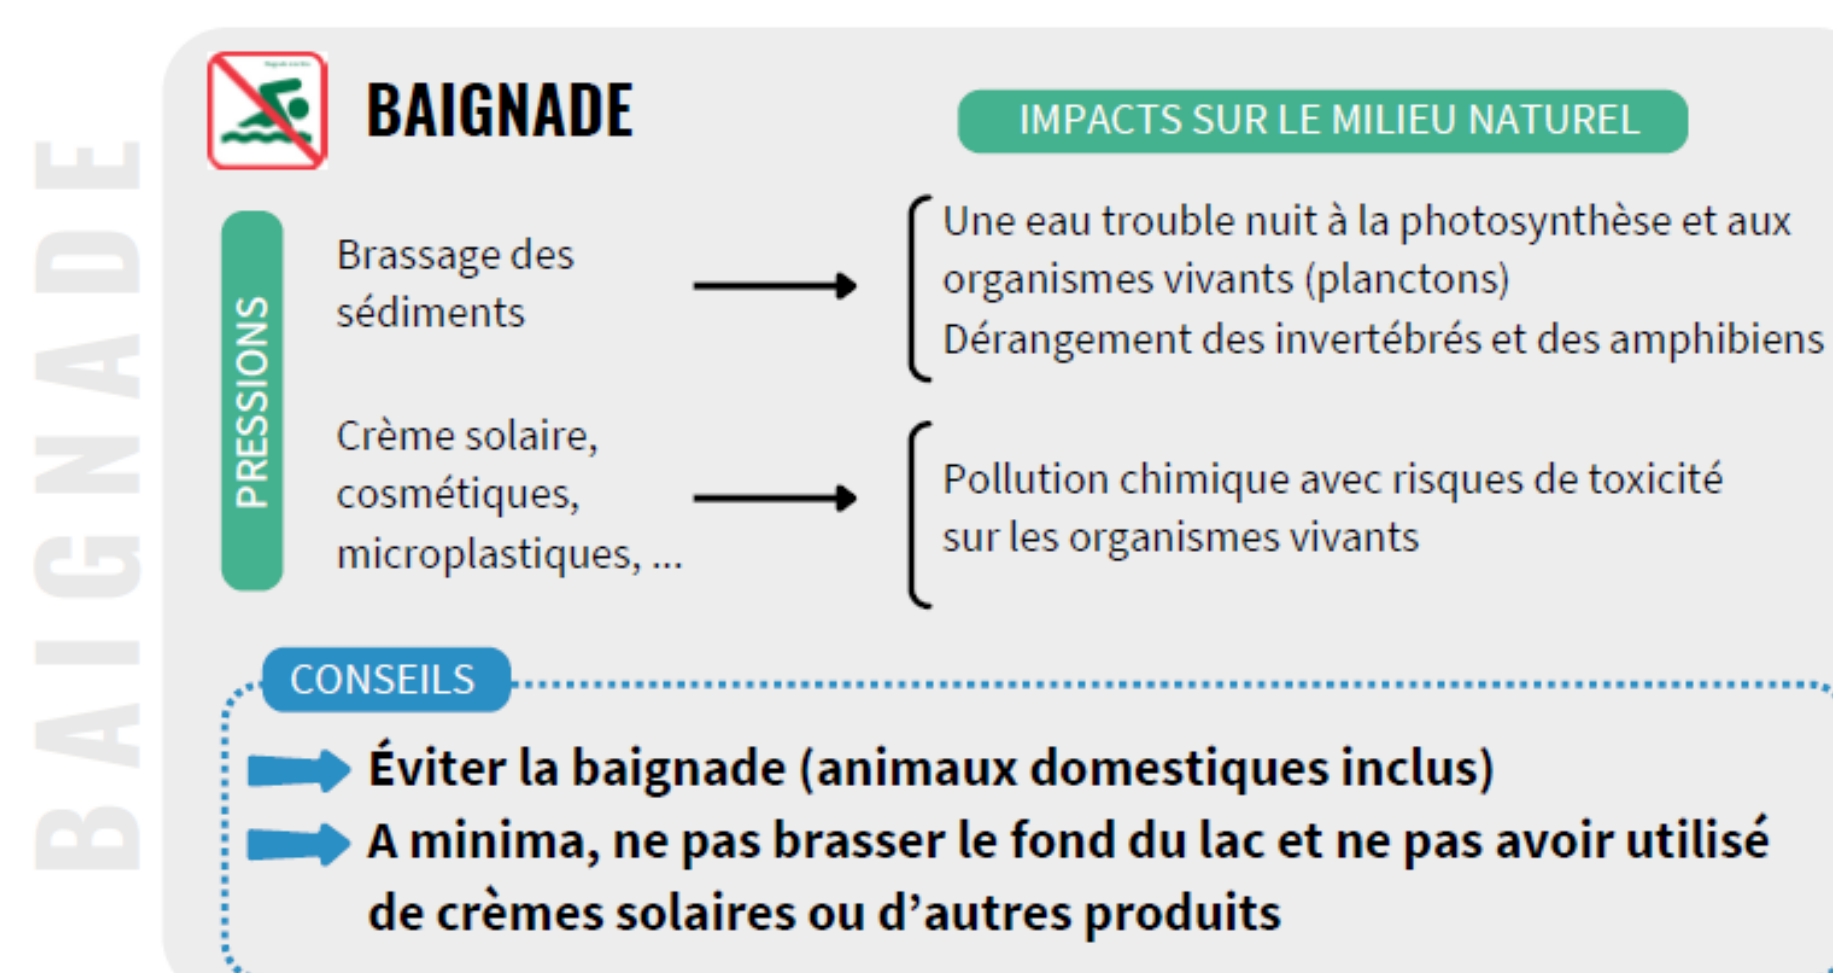 BAIGNADE
BAIGNADE
IMPACTS SUR LE MILIEU NATUREL
PRESSIONS
Brassage des
sédiments
Une eau trouble nuit à la photosynthèse et aux
organismes vivants (planctons)
Dérangement des invertébrés et des amphibiens
Crème solaire,
cosmétiques,
microplastiques, ...
Pollution chimique avec risques de toxicité
sur les organismes vivants
CONSEILS
Éviter la baignade (animaux domestiques inclus)
A minima, ne pas brasser le fond du lac et ne pas avoir utilisé
de crèmes solaires ou d'autres produits